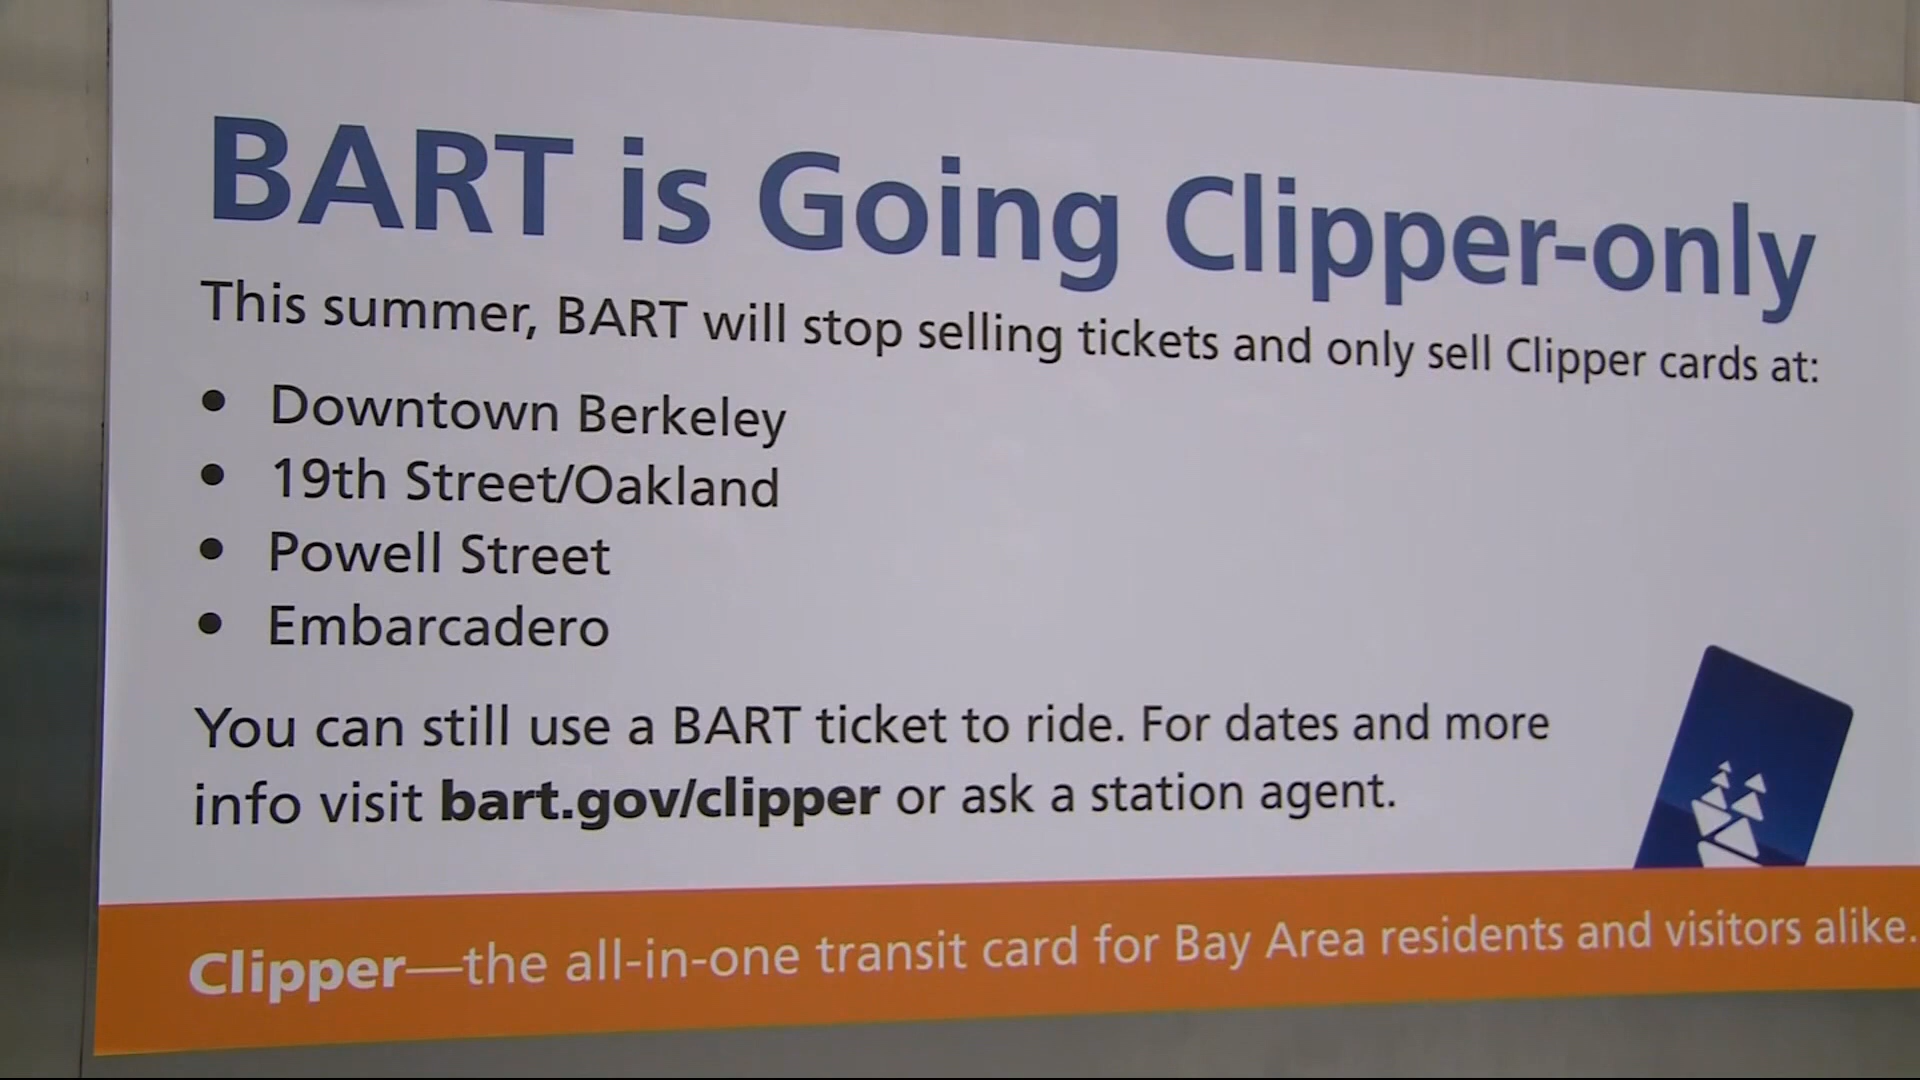 BART is Going Clipper-only
This summer, BART will stop selling tickets and only sell Clipper cards at:
• Downtown Berkeley
• 19th Street/Oakland
• Powell Street
• Embarcadero
You can still use a BART ticket to ride. For dates and more
info visit bart.gov/clipper or ask a station agent.
Clipper—the all-in-one transit card for Bay Area residents and visitors alike.